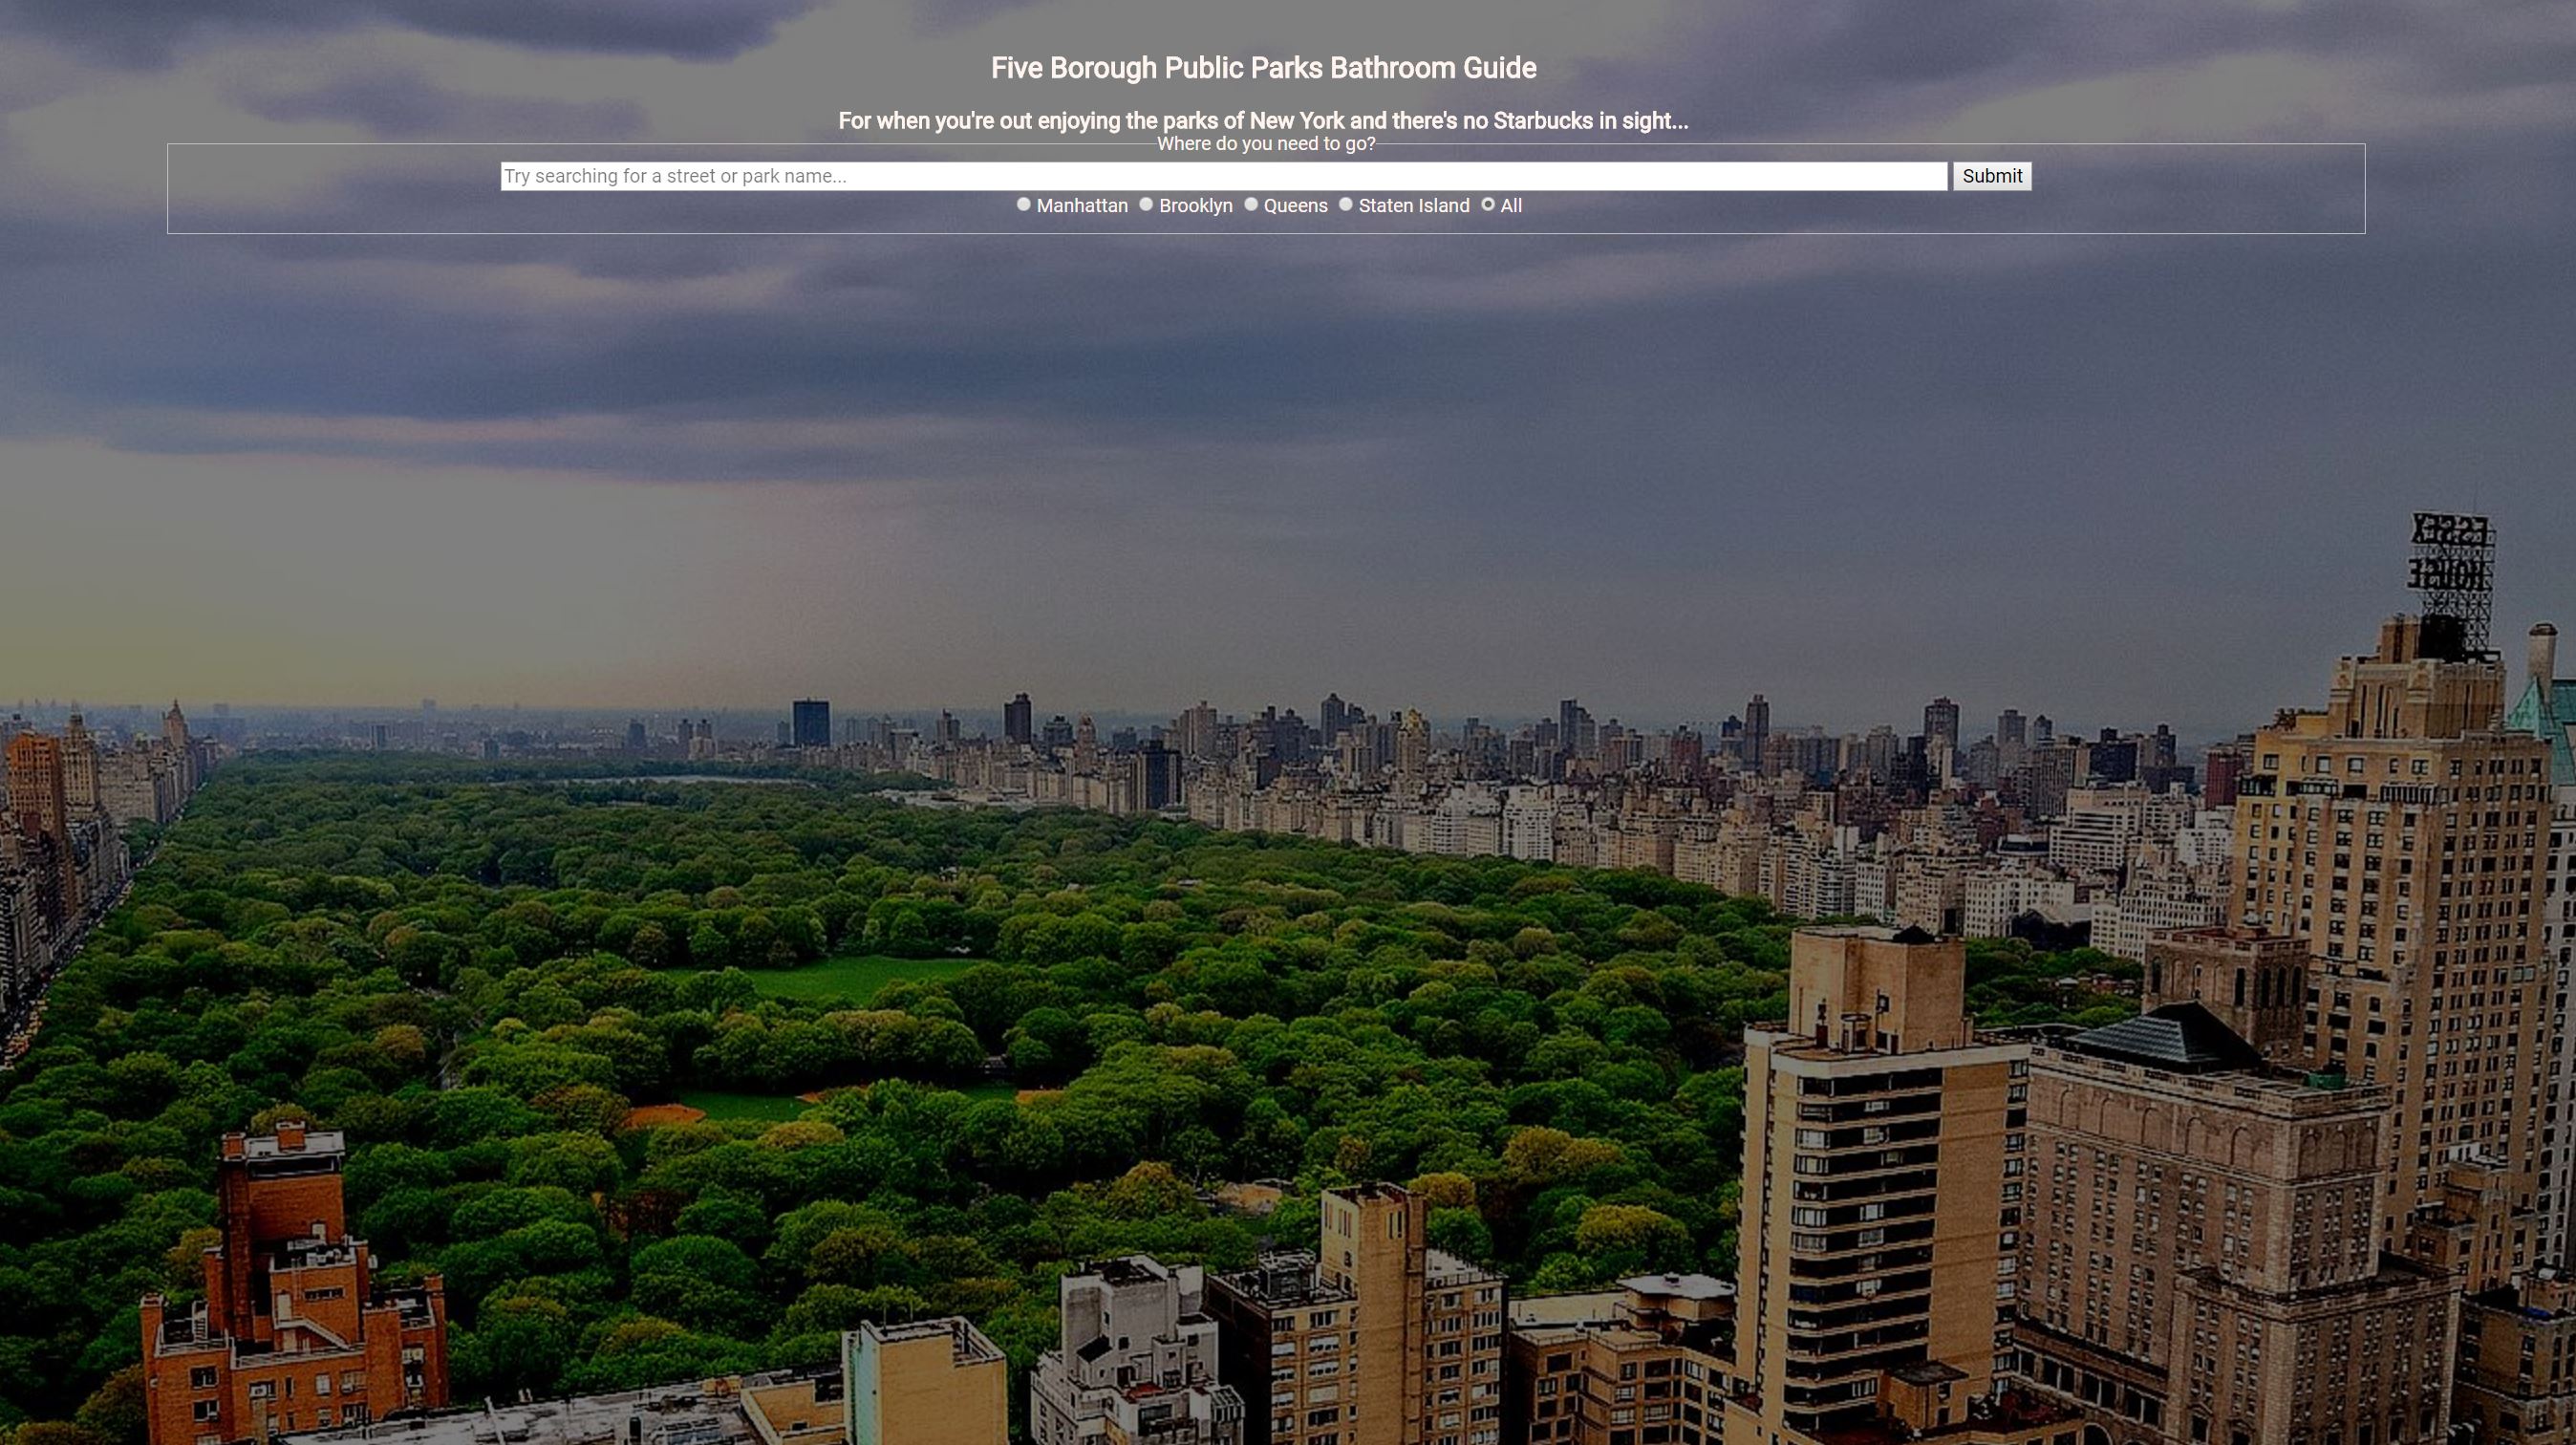 Five Borough Public Parks Bathroom Guide
For when you're out enjoying the parks of New York and there's no Starbucks in sight...
Where do you need to go?
Try searching for a street or park name... Submit
Manhattan Brooklyn Queens Staten Island All
ESSEX
HOUSE